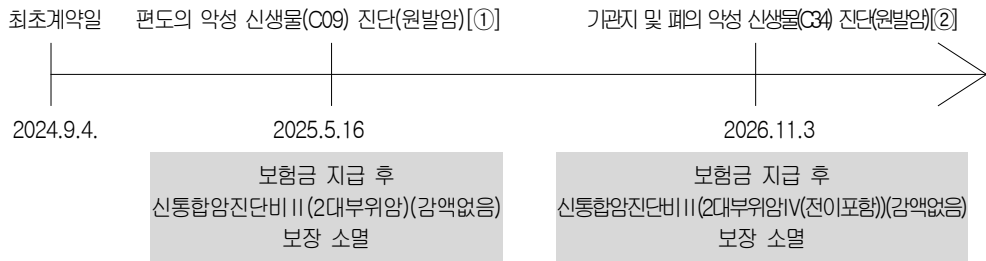 최초계약일 편도의 악성 신생물(C09) 진단(원발암)[①] 기관지 및 폐의 악성 신생물(C34) 진단(원발암)[②]
2024.9.4. 2025.5.16 2026.11.3
보험금 지급 후
신통합암진단비Ⅱ(2대부위암)(감액없음)
보장 소멸
보험금 지급 후
신통합암진단비Ⅱ(2대부위암Ⅳ(전이포함))(감액없음)
보장 소멸